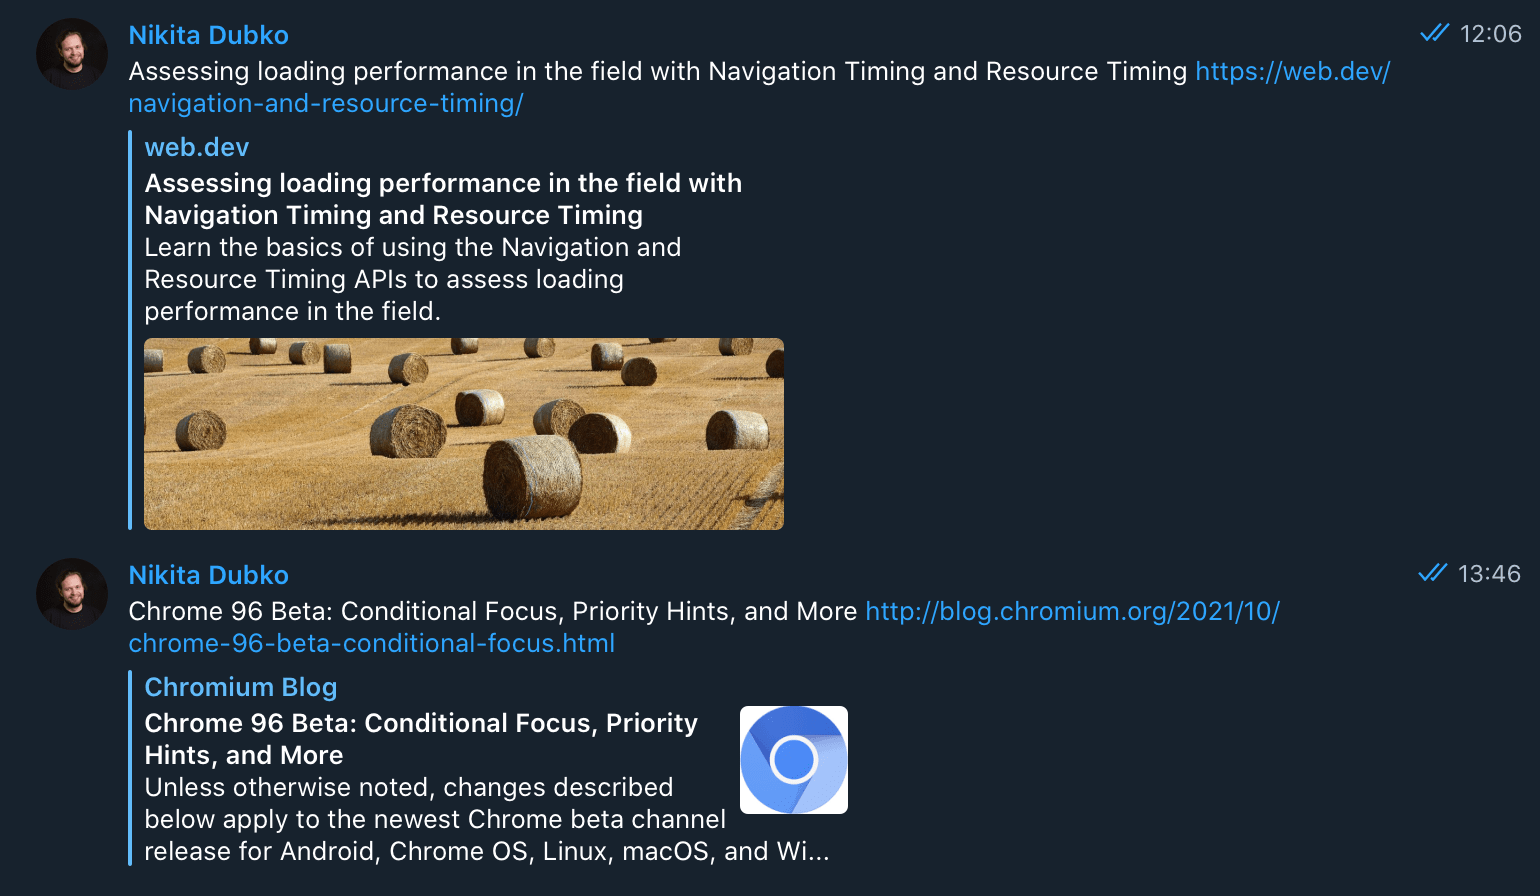 Nikita Dubko
12:06
Assessing loading performance in the field with Navigation Timing and Resource Timing https://web.dev/
navigation-and-resource-timing/
web.dev
Assessing loading performance in the field with
Navigation Timing and Resource Timing
Learn the basics of using the Navigation and
Resource Timing APIs to assess loading
performance in the field.
Nikita Dubko
13:46
Chrome 96 Beta: Conditional Focus, Priority Hints, and More http://blog.chromium.org/2021/10/
chrome-96-beta-conditional-focus.html
Chromium Blog
Chrome 96 Beta: Conditional Focus, Priority
Hints, and More
Unless otherwise noted, changes described
below apply to the newest Chrome beta channel
release for Android, Chrome OS, Linux, macOS, and Wi...